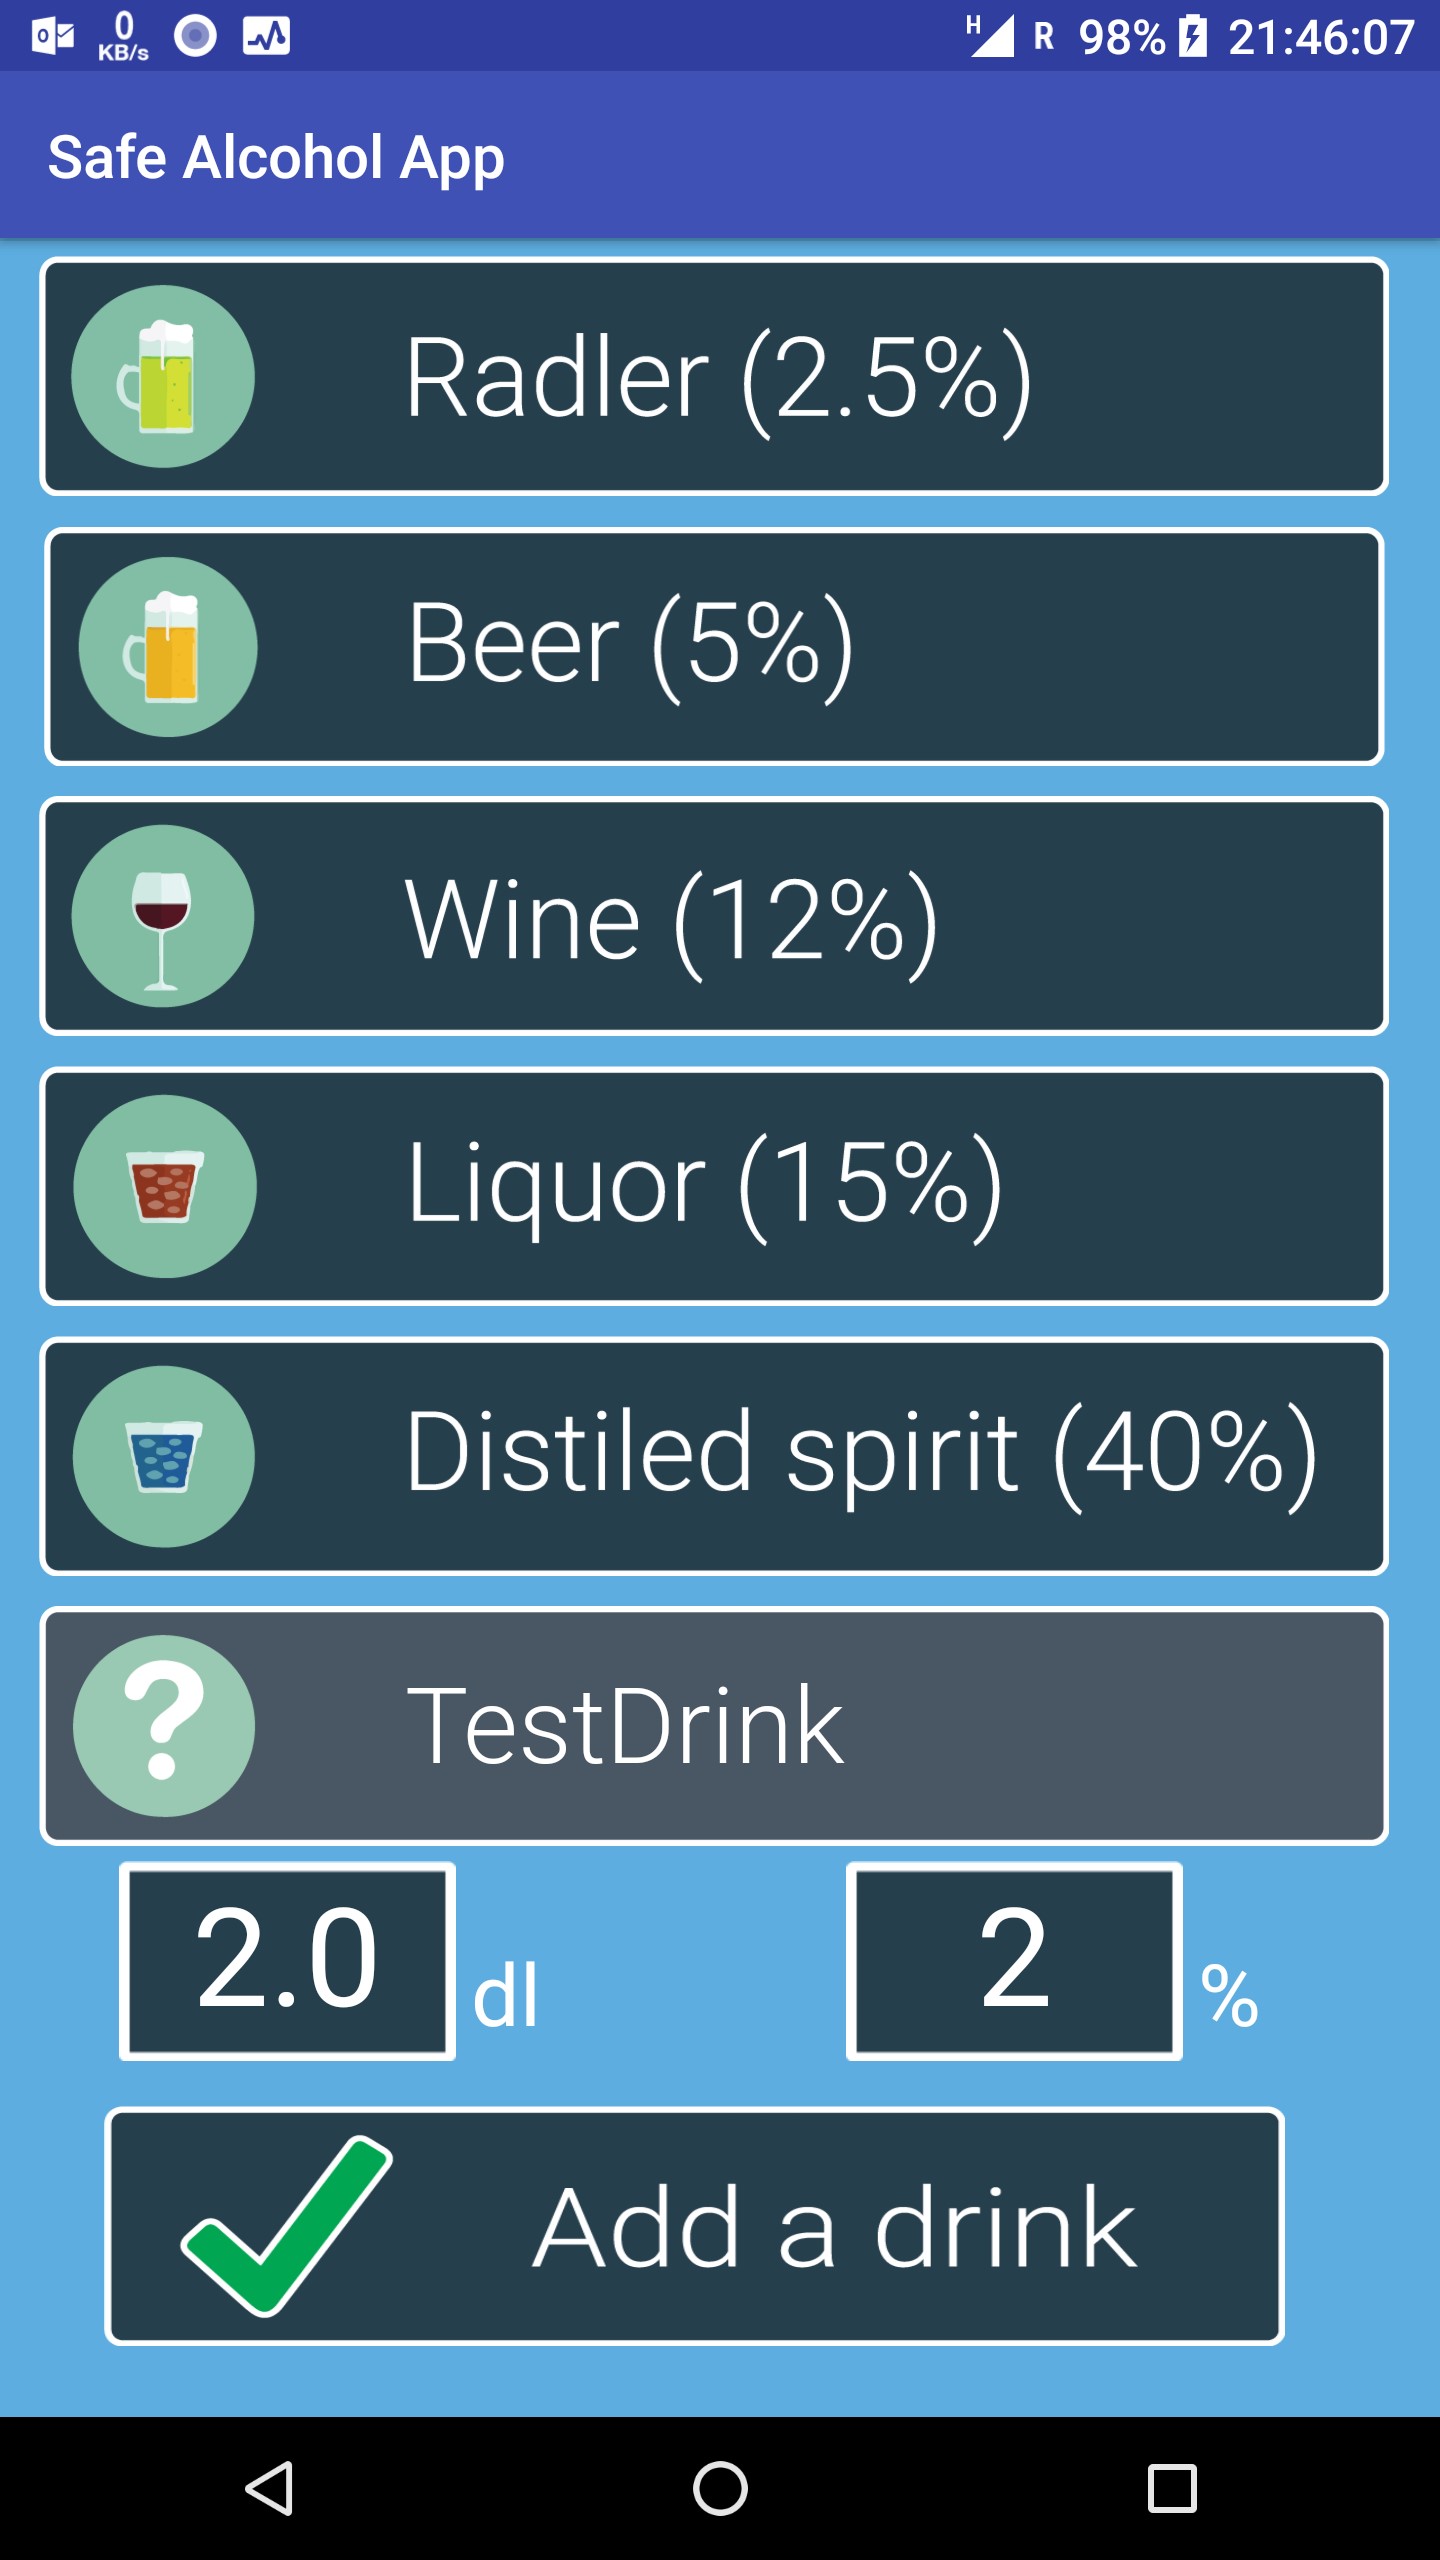 0
KB/s
H R 98% 21:46:07
Safe Alcohol App
Radler (2.5%)
Beer (5%)
Wine (12%)
Liquor (15%)
Distiled spirit (40%)
? TestDrink
2.0 dl 2 %
Add a drink